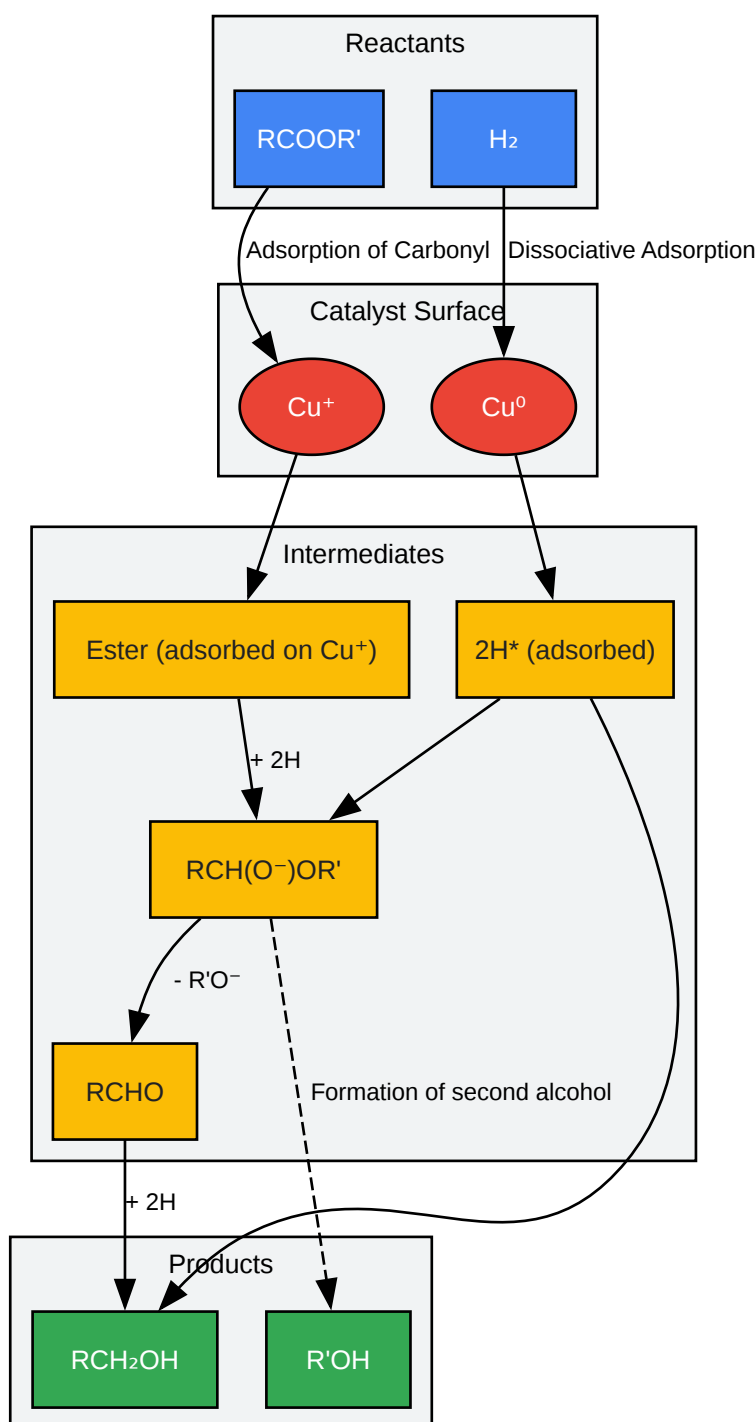 Reactants
RCOOR'
H₂
Adsorption of Carbonyl
Dissociative Adsorption
Catalyst Surface
Cu⁺
Cu⁰
Intermediates
Ester (adsorbed on Cu⁺)
2H* (adsorbed)
+ 2H
RCH(O⁻)OR'
- R'O⁻
RCHO
Formation of second alcohol
+ 2H
Products
RCH₂OH
R'OH